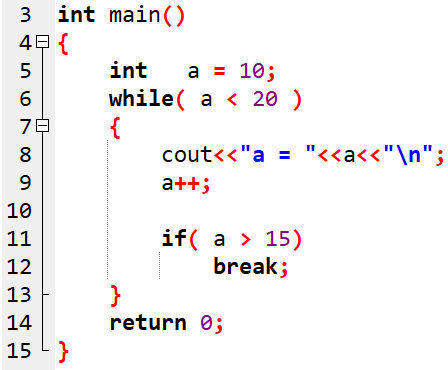 3 int main()
4 {
5     int   a = 10;
6     while( a < 20 )
7     {
8         cout<<"a = "<<a<<"\n";
9         a++;
10
11         if( a > 15)
12             break;
13     }
14     return 0;
15 }